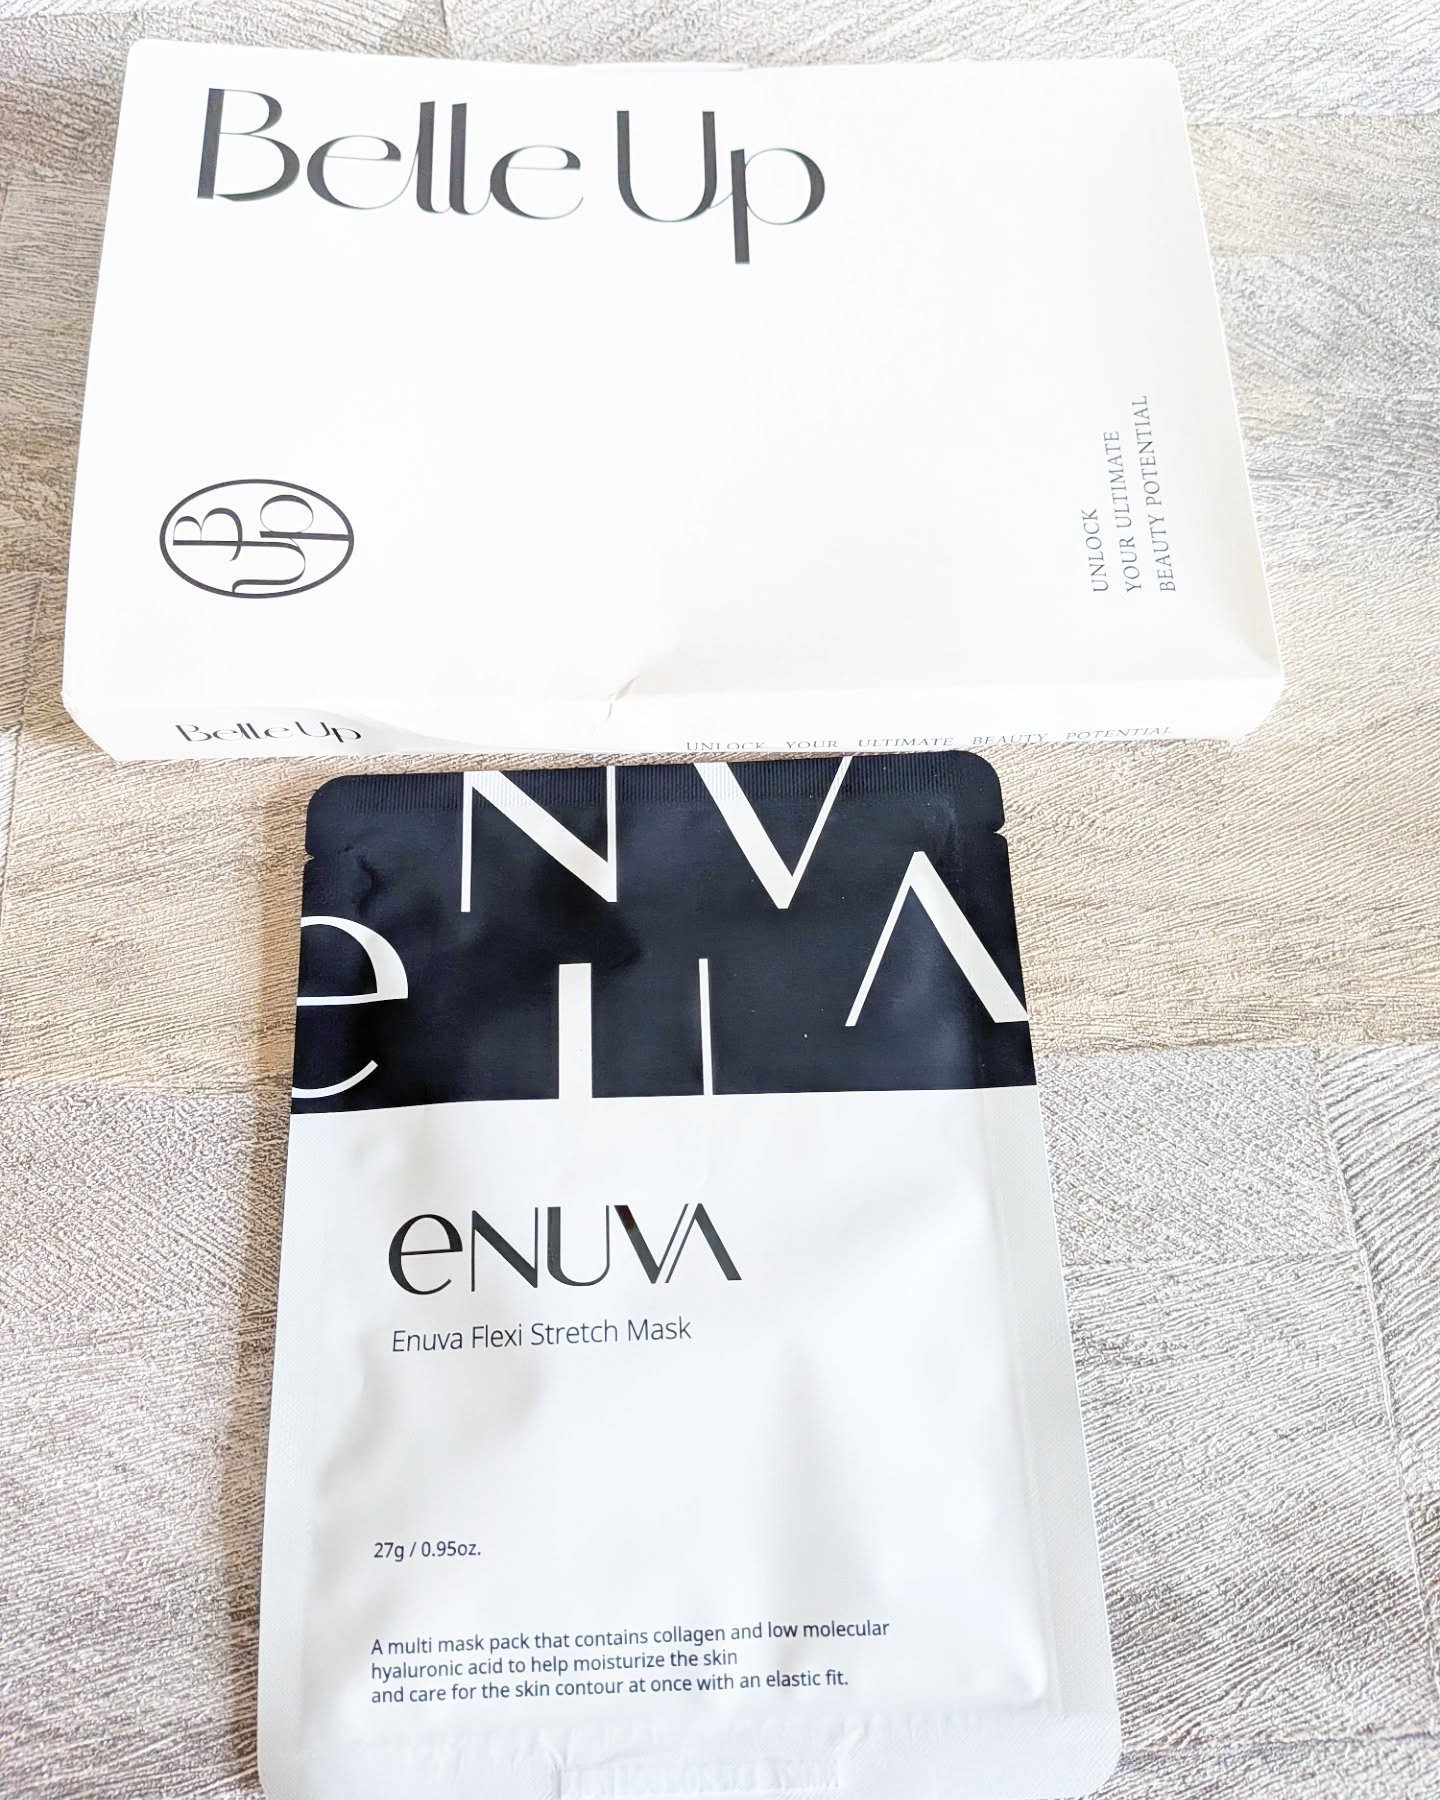 Belle Up
B
Up
UNLOCK
YOUR ULTIMATE
BEAUTY POTENTIAL
Belle Up
UNLOCK YOUR ULTIMATE BEAUTY POTENTIAL
eNUVA
eNUVA
Enuva Flexi Stretch Mask
27g / 0.95oz.
A multi mask pack that contains collagen and low molecular
hyaluronic acid to help moisturize the skin
and care for the skin contour at once with an elastic fit.